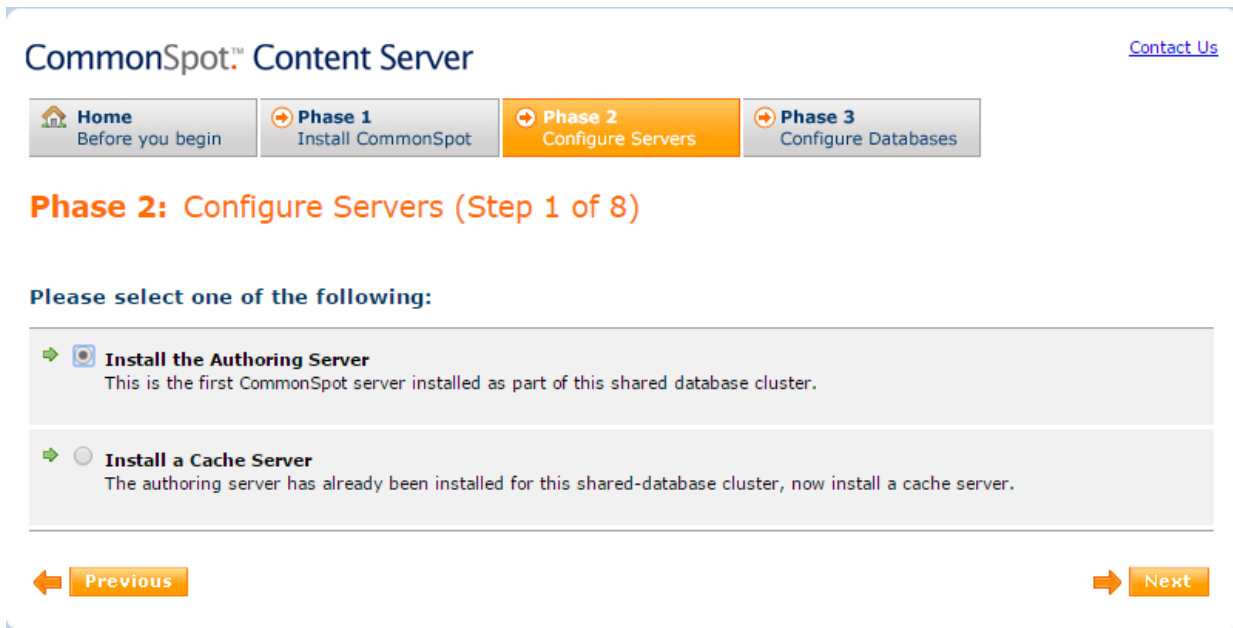 CommonSpot.™ Content Server
Contact Us
Home
Before you begin
Phase 1
Install CommonSpot
Phase 2
Configure Servers
Phase 3
Configure Databases
Phase 2: Configure Servers (Step 1 of 8)
Please select one of the following:
Install the Authoring Server
This is the first CommonSpot server installed as part of this shared database cluster.
Install a Cache Server
The authoring server has already been installed for this shared-database cluster, now install a cache server.
Previous
Next